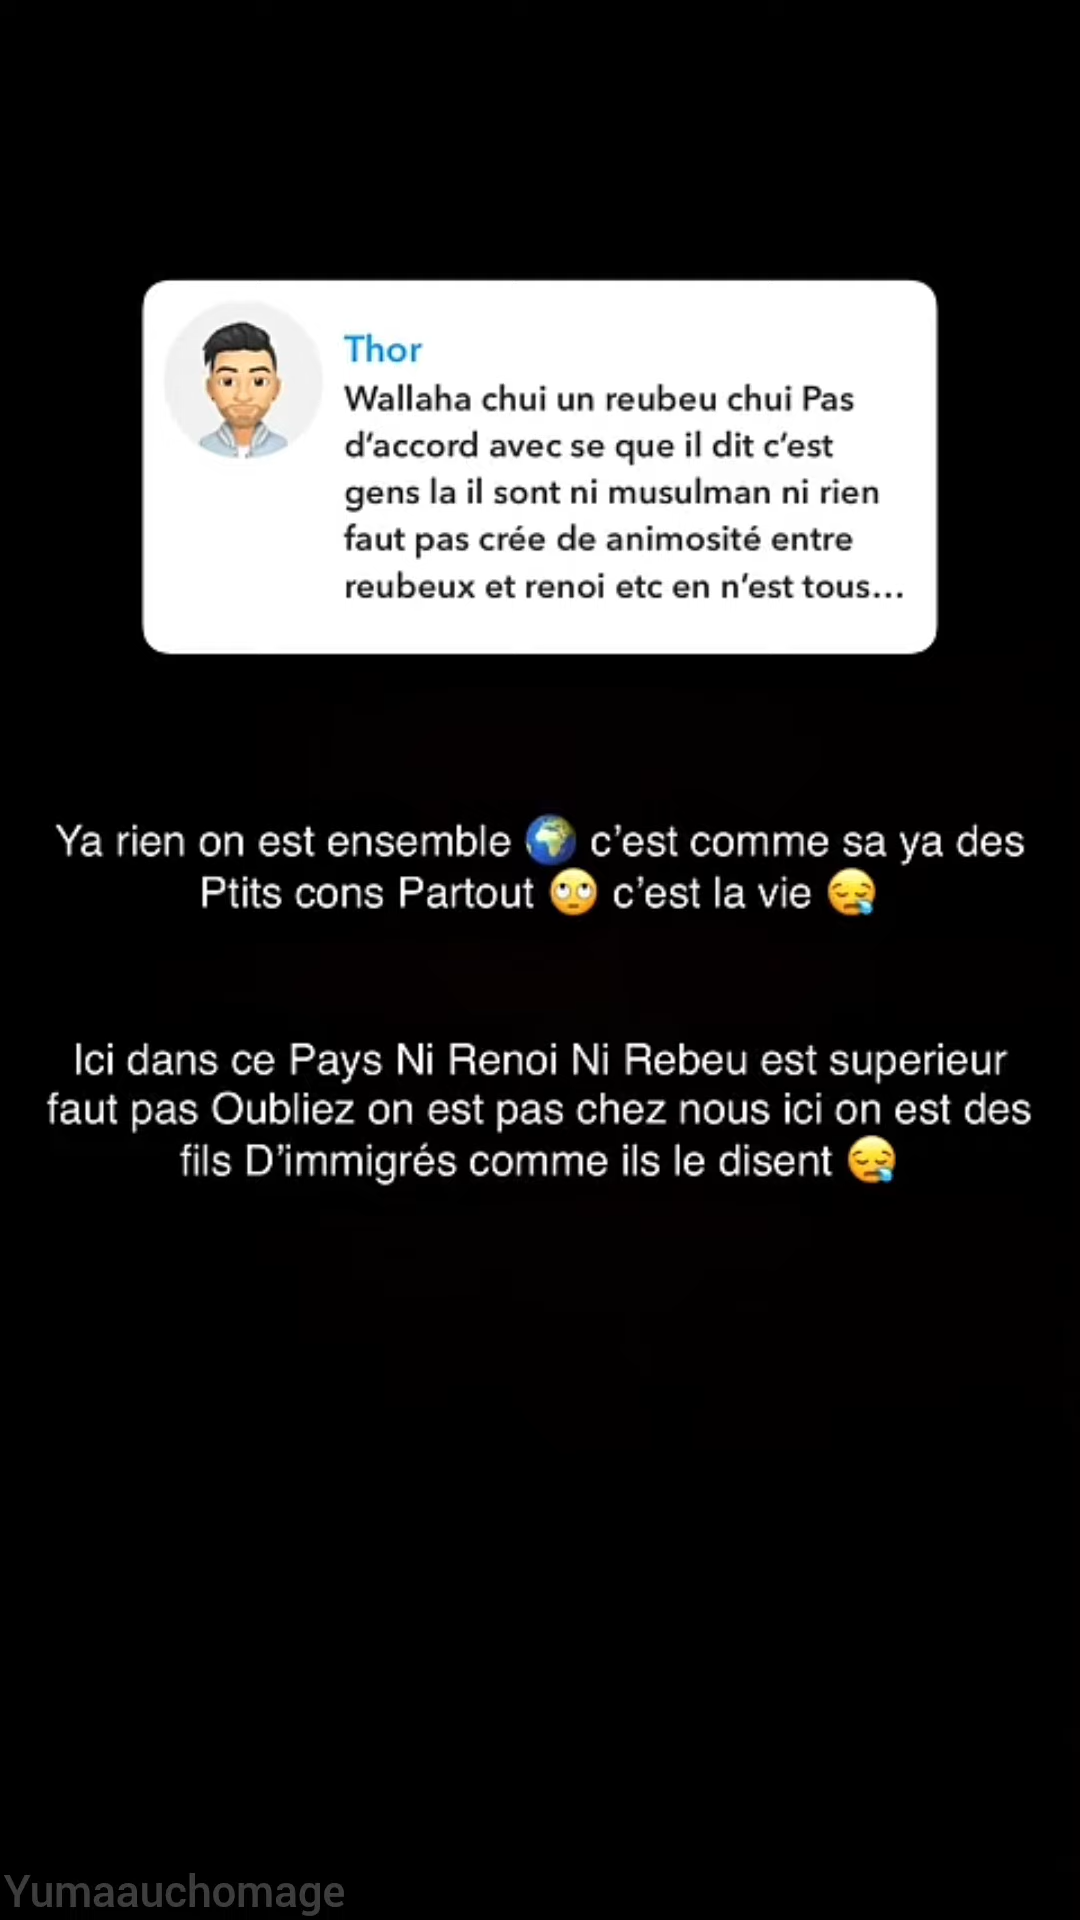 Thor
Wallaha chui un reubeu chui Pas
d’accord avec se que il dit c’est
gens la il sont ni musulman ni rien
faut pas crée de animosité entre
reubeux et renoi etc en n’est tous...
Ya rien on est ensemble 🌍 c’est comme sa ya des
Ptits cons Partout 🙄 c’est la vie 😪
Ici dans ce Pays Ni Renoi Ni Rebeu est superieur
faut pas Oubliez on est pas chez nous ici on est des
fils D’immigrés comme ils le disent 😪
Yumaauchomage